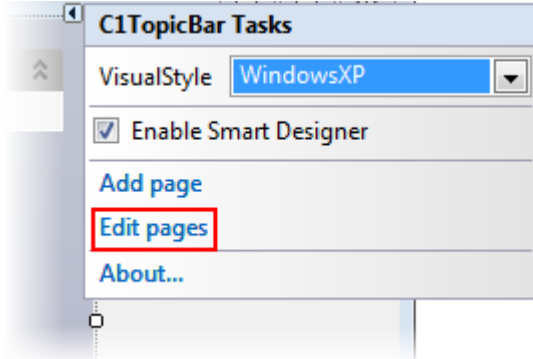 C1TopicBar Tasks
VisualStyle WindowsXP
Enable Smart Designer
Add page
Edit pages
About...